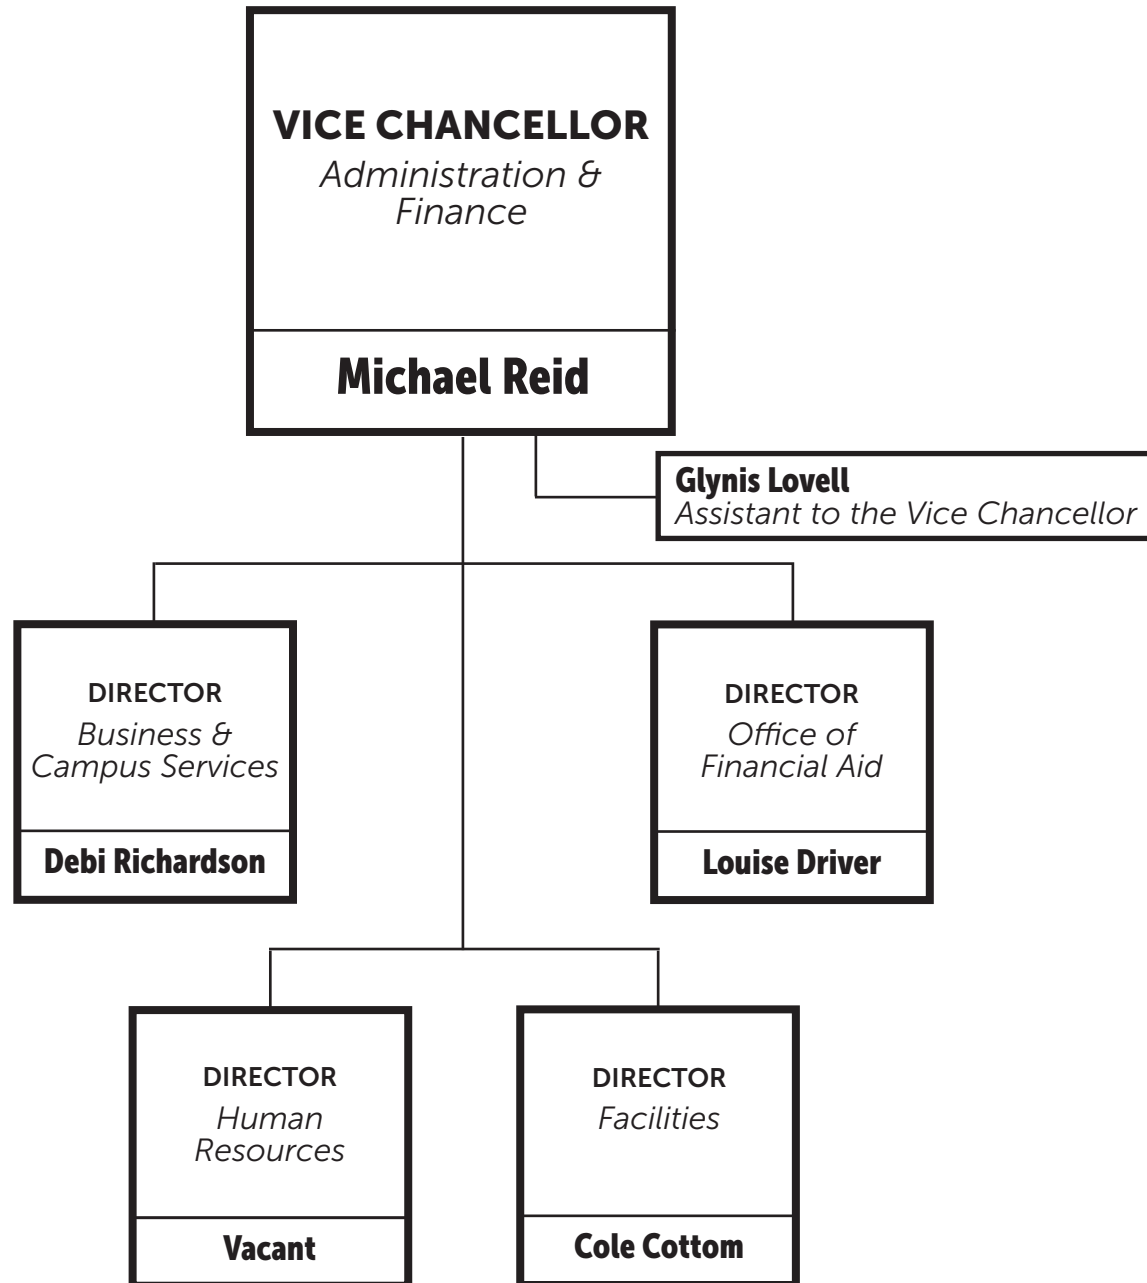 VICE CHANCELLOR
Administration &
Finance
Michael Reid
Glynis Lovell
Assistant to the Vice Chancellor
DIRECTOR
Business &
Campus Services
Debi Richardson
DIRECTOR
Office of
Financial Aid
Louise Driver
DIRECTOR
Human
Resources
Vacant
DIRECTOR
Facilities
Cole Cottom